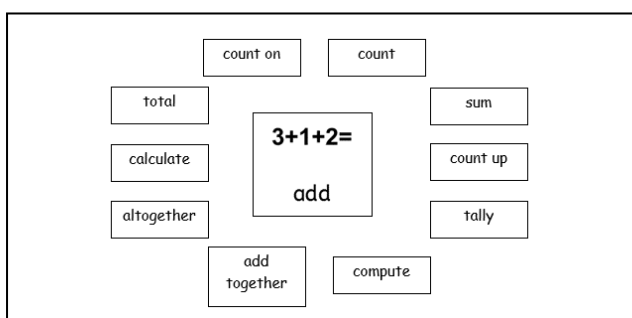 count on
count
total
sum
3+1+2=
add
calculate
count up
altogether
tally
add
together
compute